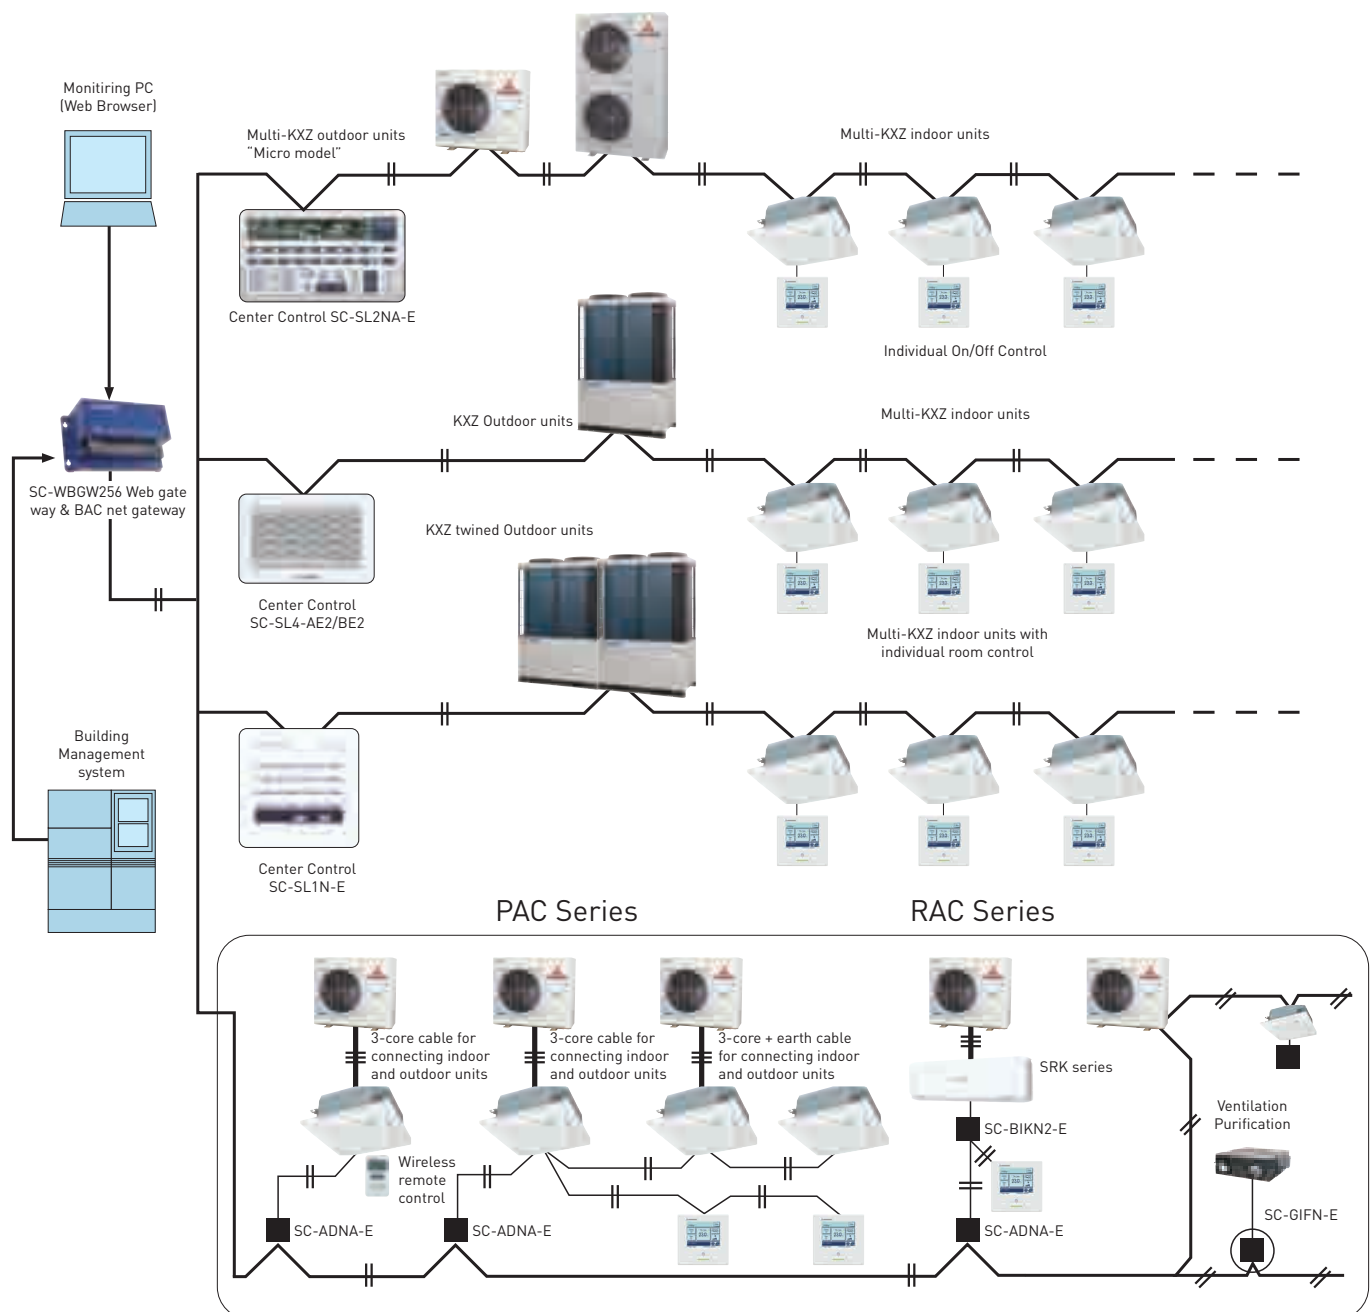 Monitiring PC
(Web Browser)
Multi-KXZ outdoor units
"Micro model"
Multi-KXZ indoor units
Center Control SC-SL2NA-E
Individual On/Off Control
KXZ Outdoor units
Multi-KXZ indoor units
SC-WBGW256 Web gate
way & BAC net gateway
KXZ twined Outdoor units
Center Control
SC-SL4-AE2/BE2
Multi-KXZ indoor units with
individual room control
Building
Management
system
Center Control
SC-SL1N-E
PAC Series
RAC Series
3-core cable for
connecting indoor
and outdoor units
3-core cable for
connecting indoor
and outdoor units
3-core + earth cable
for connecting indoor
and outdoor units
SRK series
Ventilation
Purification
SC-BIKN2-E
Wireless
remote
control
SC-GIFN-E
SC-ADNA-E
SC-ADNA-E
SC-ADNA-E